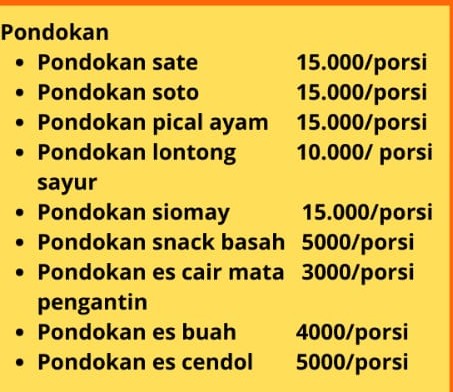 Pondokan
• Pondokan sate 15.000/porsi
• Pondokan soto 15.000/porsi
• Pondokan pical ayam 15.000/porsi
• Pondokan lontong 10.000/ porsi
sayur
• Pondokan siomay 15.000/porsi
• Pondokan snack basah 5000/porsi
• Pondokan es cair mata 3000/porsi
pengantin
• Pondokan es buah 4000/porsi
• Pondokan es cendol 5000/porsi